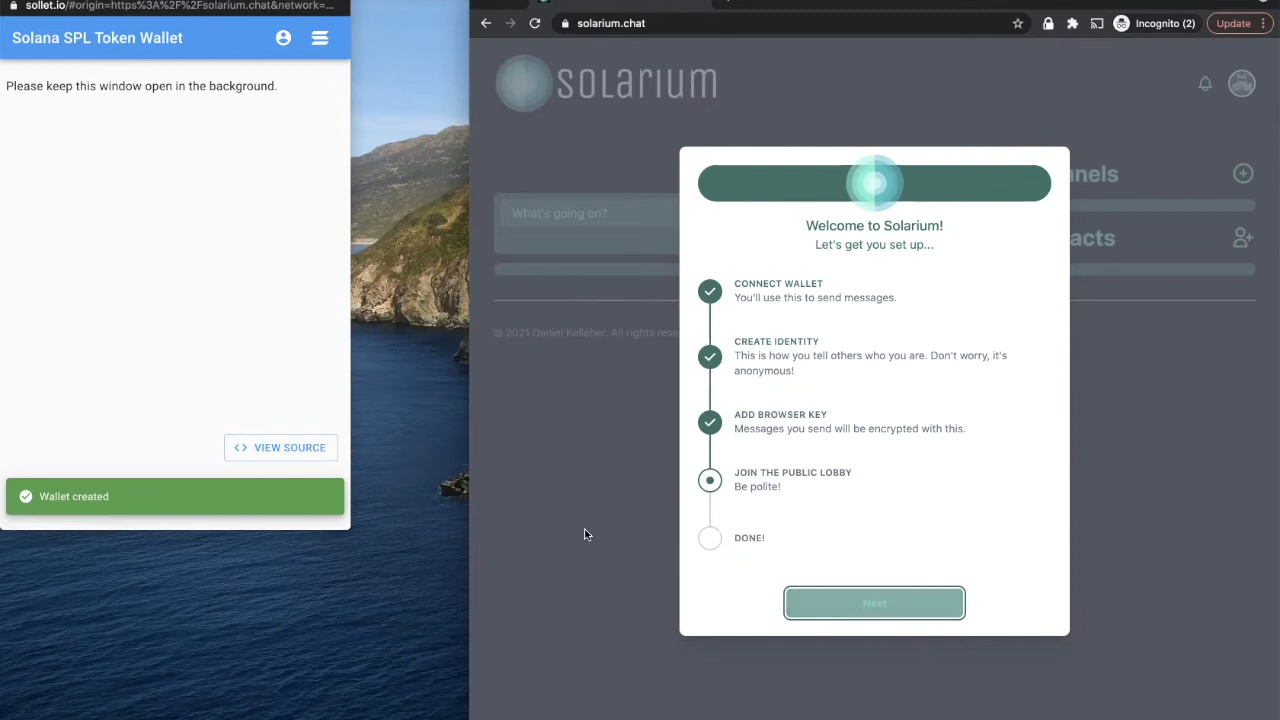 sollet.io/#origin=https%3A%2F%2Fsolarium.chat&network=...
Solana SPL Token Wallet
Please keep this window open in the background.
VIEW SOURCE
Wallet created
solarium.chat
Incognito (2)
Update
solarium
What's going on?
nnels
acts
© 2021 Daniel Kelleher. All rights rese
Welcome to Solarium!
Let's get you set up...
CONNECT WALLET
You'll use this to send messages.
CREATE IDENTITY
This is how you tell others who you are. Don't worry, it's
anonymous!
ADD BROWSER KEY
Messages you send will be encrypted with this.
JOIN THE PUBLIC LOBBY
Be polite!
DONE!
Next